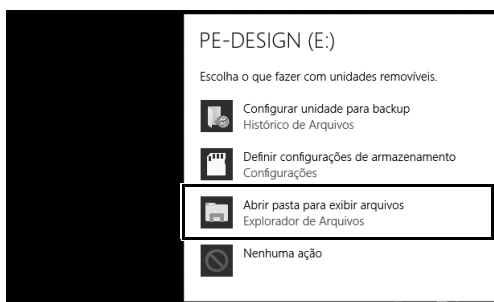 PE-DESIGN (E:)
Escolha o que fazer com unidades removíveis.
Configurar unidade para backup
Histórico de Arquivos
Definir configurações de armazenamento
Configurações
Abrir pasta para exibir arquivos
Explorador de Arquivos
Nenhuma ação